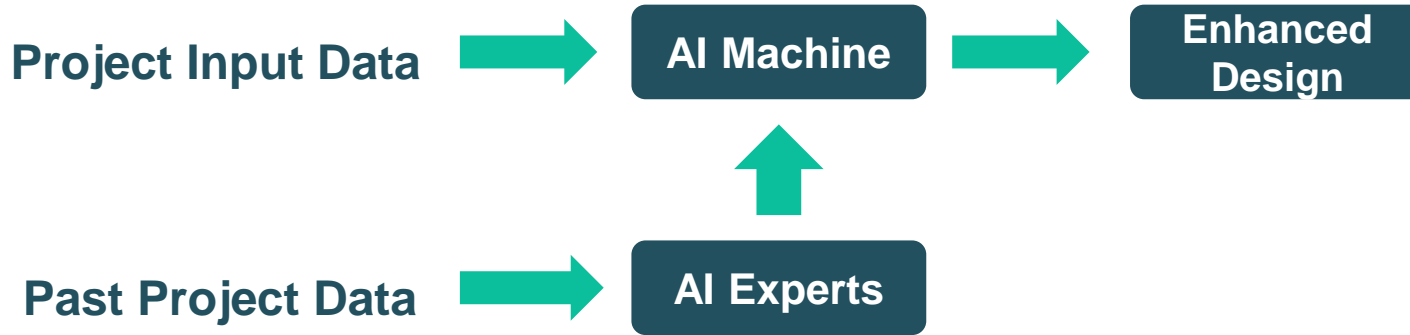 Project Input Data
AI Machine
Enhanced
Design
Past Project Data
AI Experts